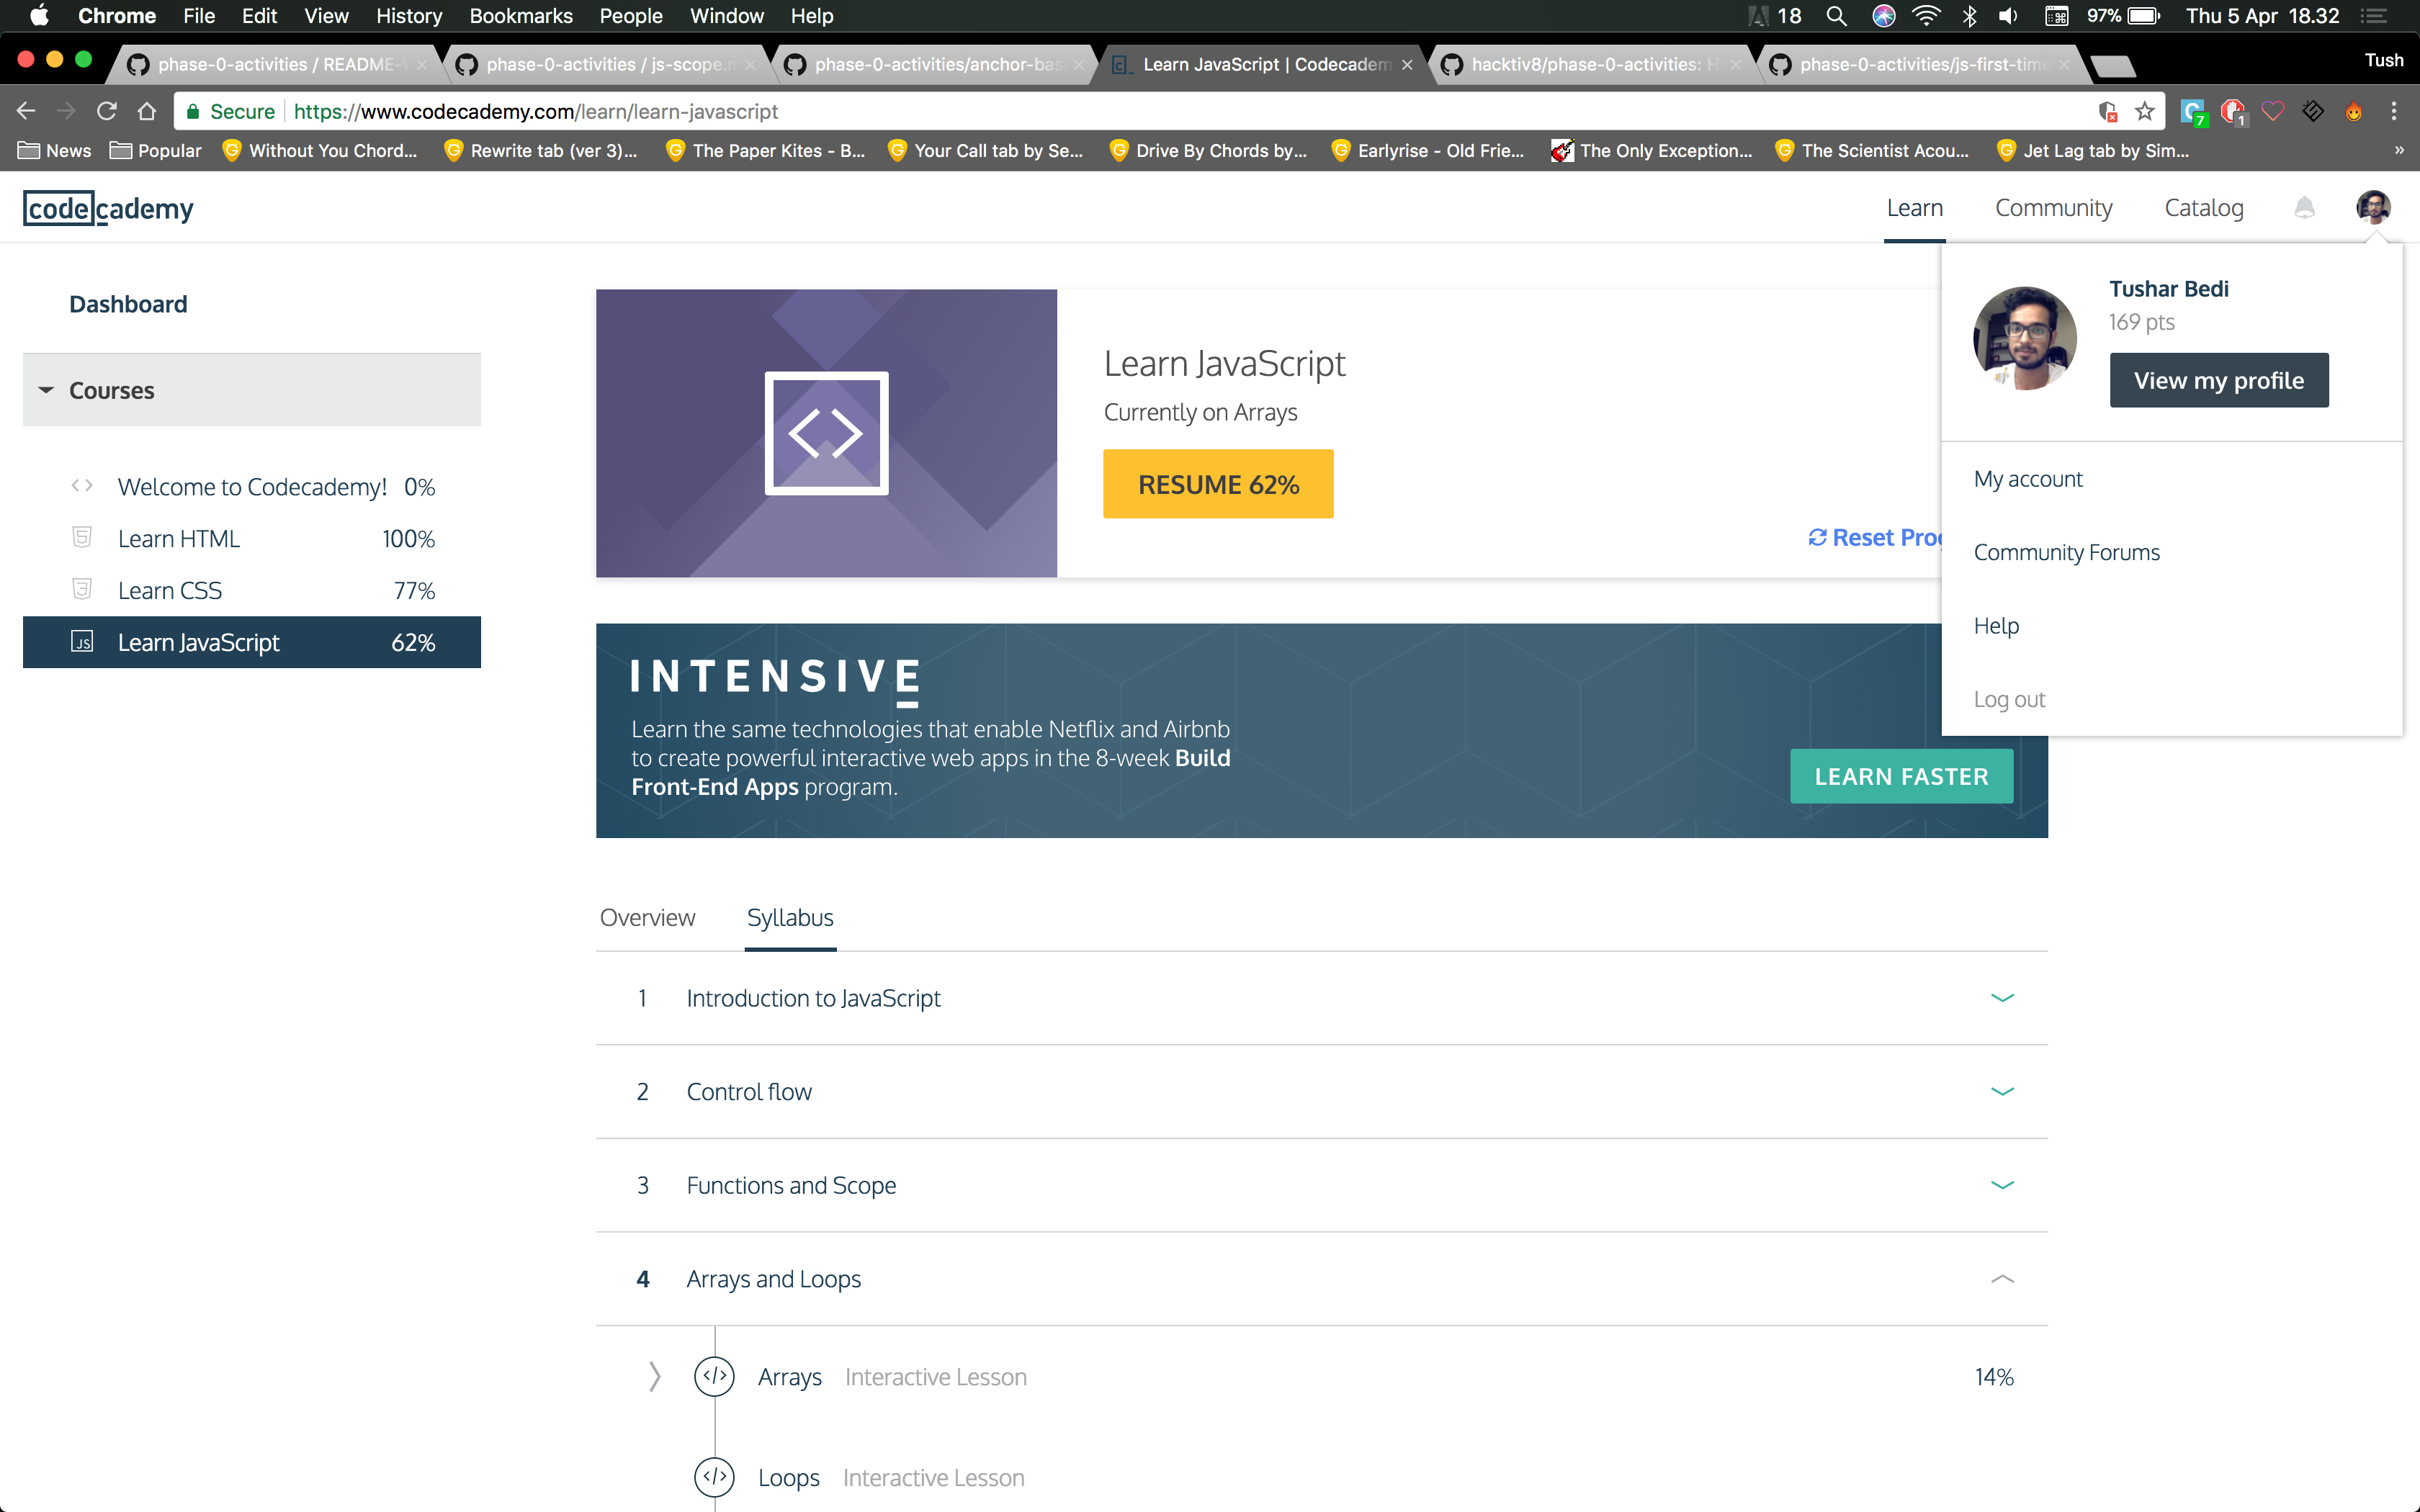 Chrome File Edit View History Bookmarks People Window Help 18 97% Thu 5 Apr 18.32
phase-0-activities / README- phase-0-activities / js-scope.m phase-0-activities/anchor-bas Learn JavaScript | Codecadem hacktiv8/phase-0-activities: H phase-0-activities/js-first-time Tush
Secure https://www.codecademy.com/learn/learn-javascript 7 1
News Popular Without You Chord... Rewrite tab (ver 3)... The Paper Kites - B... Your Call tab by Se... Drive By Chords by... Earlyrise - Old Frie... The Only Exception... The Scientist Acou... Jet Lag tab by Sim... »
codecademy Learn Community Catalog
Dashboard
Courses
Welcome to Codecademy! 0%
Learn HTML 100%
Learn CSS 77%
JS Learn JavaScript 62%
Learn JavaScript
Currently on Arrays
RESUME 62%
Reset Prog
Tushar Bedi
169 pts
View my profile
My account
Community Forums
Help
Log out
INTENSIVE
Learn the same technologies that enable Netflix and Airbnb
to create powerful interactive web apps in the 8-week Build
Front-End Apps program.
LEARN FASTER
Overview Syllabus
1 Introduction to JavaScript
2 Control flow
3 Functions and Scope
4 Arrays and Loops
</> Arrays Interactive Lesson 14%
</> Loops Interactive Lesson